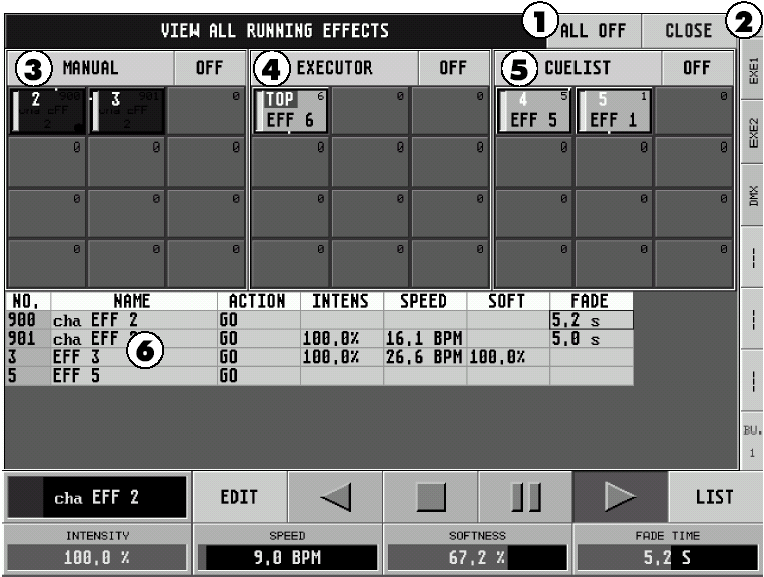 VIEW ALL RUNNING EFFECTS 1 ALL OFF CLOSE 2
3 MANUAL OFF 4 EXECUTOR OFF 5 CUELIST OFF
EXE1
2 900 3 901 0 TOP 6 0 0 4 5 5 1 0
cha EFF 2 cha EFF 2 EFF 6 EFF 5 EFF 1
EXE2
0 0 0 0 0 0 0 0 0
DMX
0 0 0 0 0 0 0 0 0
0 0 0 0 0 0 0 0 0
NO. NAME ACTION INTENS SPEED SOFT FADE
900 cha EFF 2 GO 5,2 s
901 cha EFF GO 100,0% 16,1 BPM 5,0 s
3 EFF 3 GO 100,0% 26,6 BPM 100,0%
5 EFF 5 GO
6
BU.
1
cha EFF 2 EDIT LIST
INTENSITY SPEED SOFTNESS FADE TIME
100,0 % 9,0 BPM 67,2 % 5,2 S